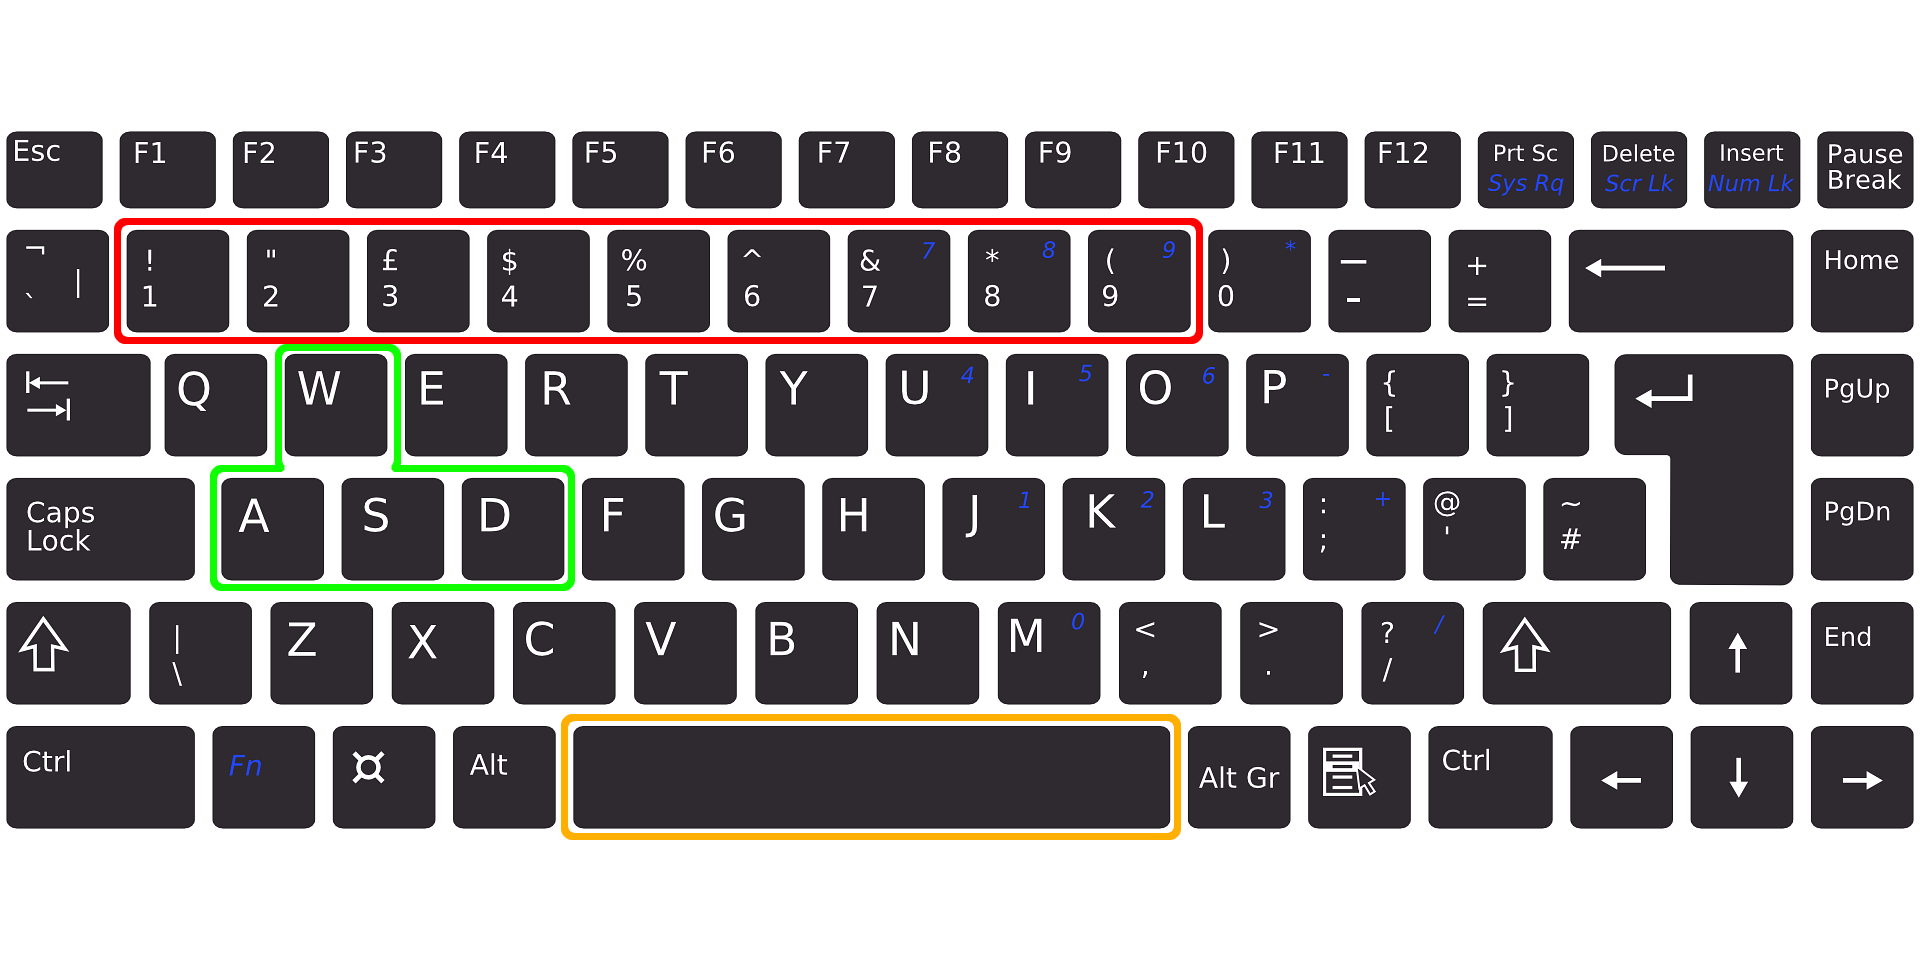 Esc F1 F2 F3 F4 F5 F6 F7 F8 F9 F10 F11 F12 Prt Sc Delete Insert Pause
Sys Rq Scr Lk Num Lk Break
¬ ! " £ $ % ^ & 7 * 8 ( 9 ) * — + Home
` | 1 2 3 4 5 6 7 8 9 0 - =
Q W E R T Y U 4 I 5 O 6 P - { } PgUp
[ ]
Caps A S D F G H J 1 K 2 L 3 : + @ ~ PgDn
Lock ; ' #
| Z X C V B N M 0 < > ? / End
\ , . /
Ctrl Fn Alt Alt Gr Ctrl